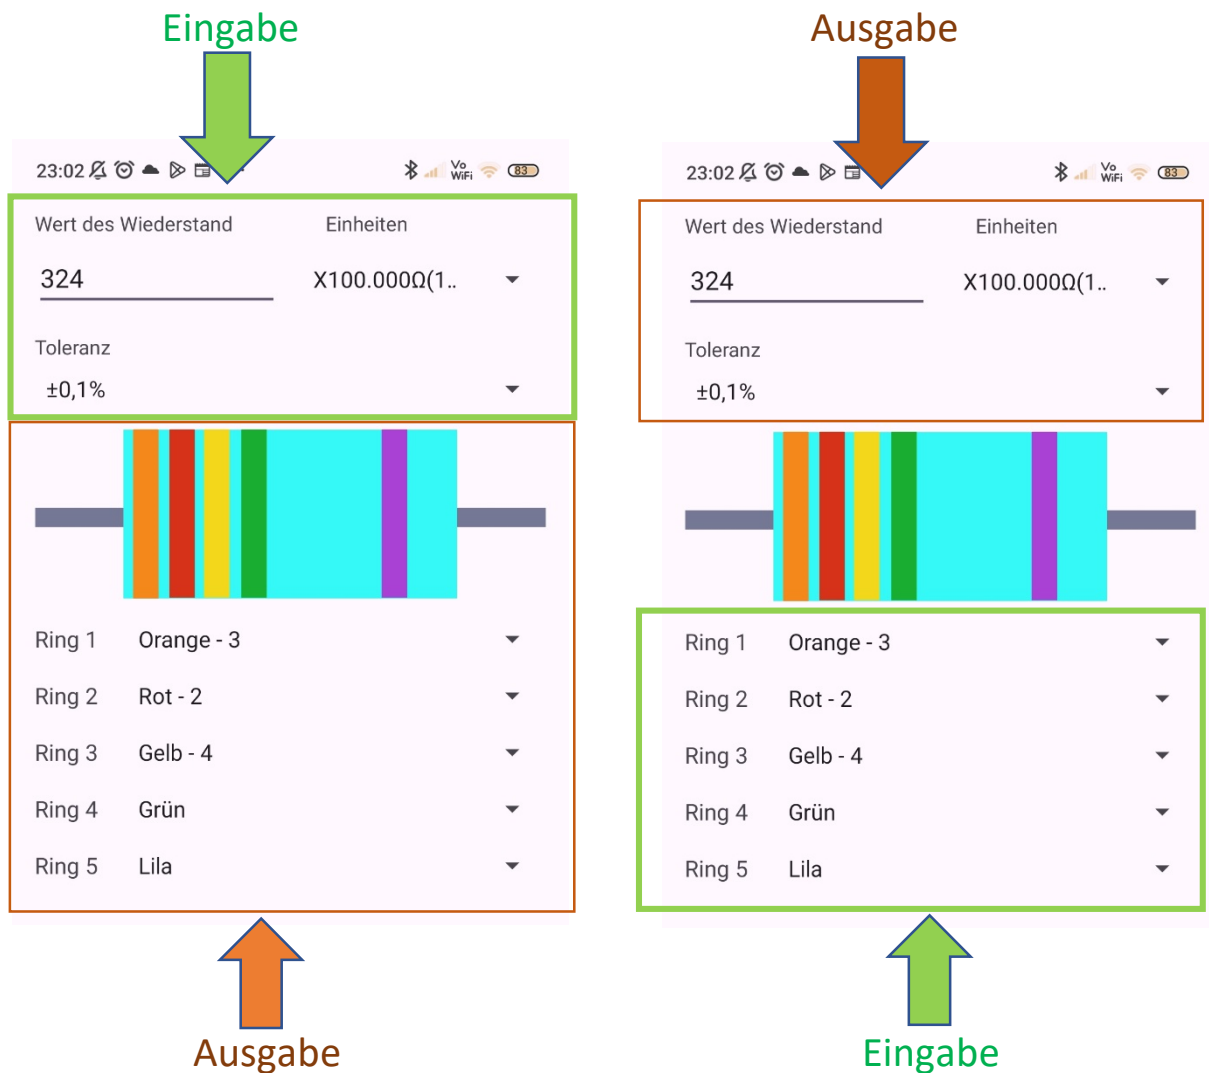 Eingabe
Ausgabe
23:02
Vo
WiFi
83
Wert des Wiederstand Einheiten
324 X100.000Ω(1..
Toleranz
±0,1%
Ring 1 Orange - 3
Ring 2 Rot - 2
Ring 3 Gelb - 4
Ring 4 Grün
Ring 5 Lila
Ausgabe
23:02
Vo
WiFi
83
Wert des Wiederstand Einheiten
324 X100.000Ω(1..
Toleranz
±0,1%
Ring 1 Orange - 3
Ring 2 Rot - 2
Ring 3 Gelb - 4
Ring 4 Grün
Ring 5 Lila
Eingabe